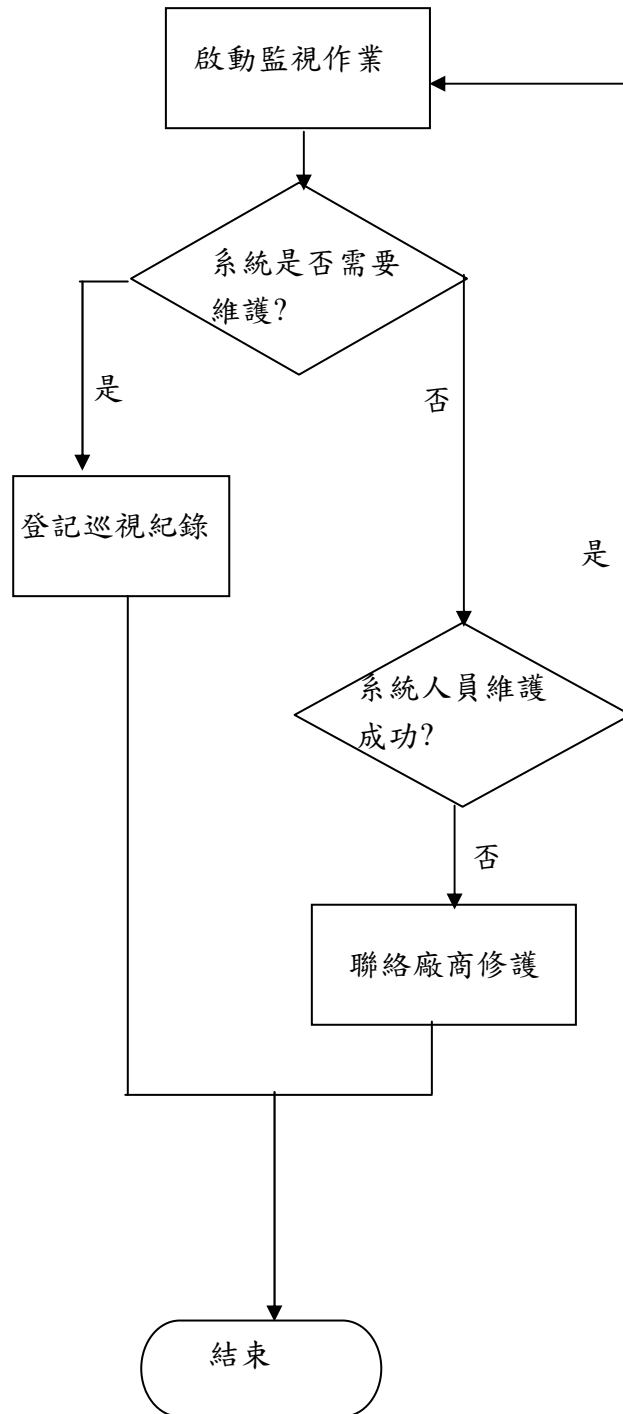 啟動監視作業
系統是否需要
維護?
是
否
登記巡視紀錄
是
系統人員維護
成功?
否
聯絡廠商修護
結束